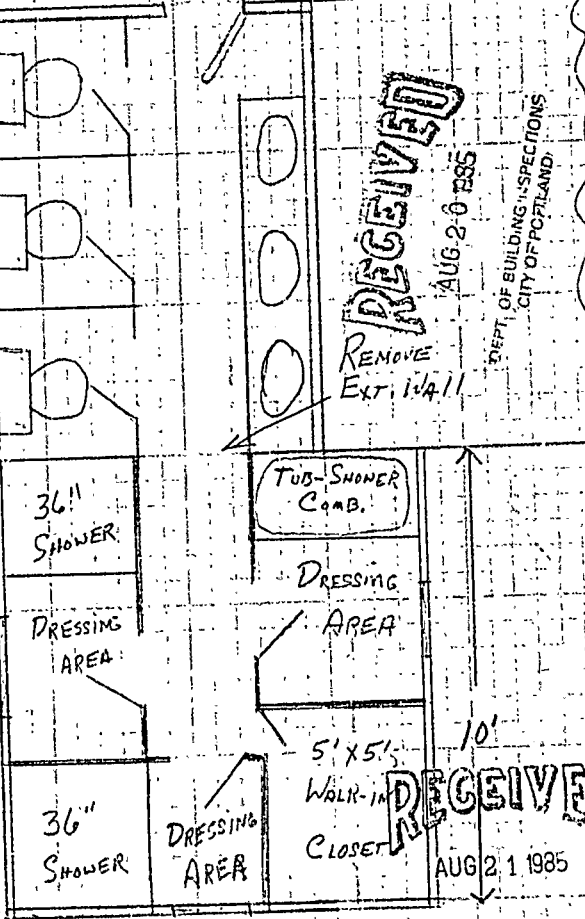 RECEIVED
AUG 20 1985
DEPT. OF BUILDING INSPECTIONS
CITY OF PORTLAND
REMOVE
EXT. WALL
TUB-SHOWER
COMB.
36"
SHOWER
DRESSING
AREA
DRESSING
AREA
10'
5' X 5'
WALK-IN
CLOSET
36"
SHOWER
DRESSING
AREA
RECEIVE
AUG 21 1985